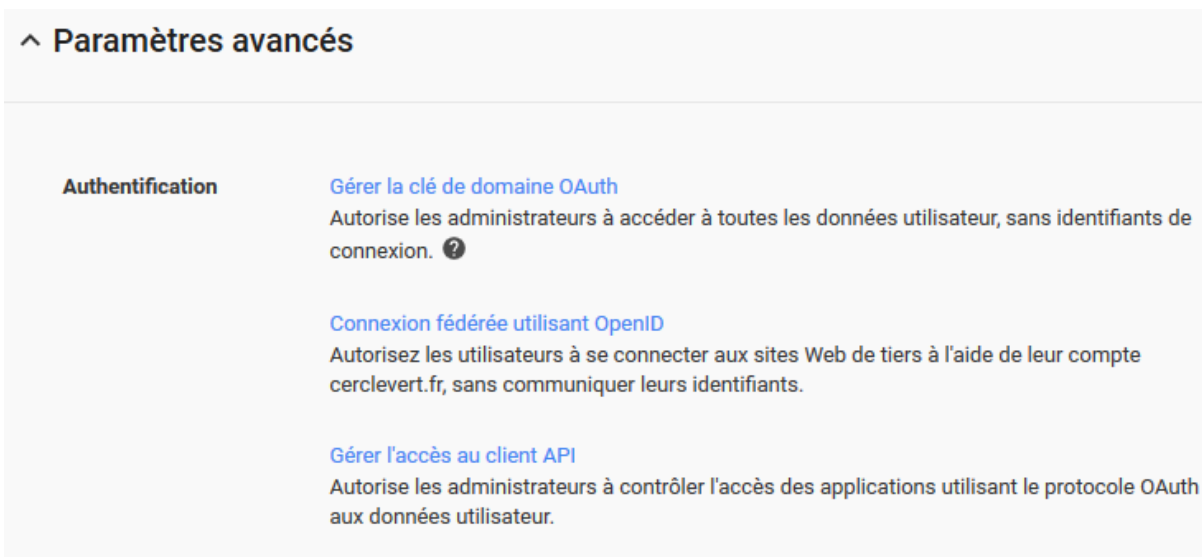 Paramètres avancés
Authentification
Gérer la clé de domaine OAuth
Autorise les administrateurs à accéder à toutes les données utilisateur, sans identifiants de
connexion. ?
Connexion fédérée utilisant OpenID
Autorisez les utilisateurs à se connecter aux sites Web de tiers à l'aide de leur compte
cerclevert.fr, sans communiquer leurs identifiants.
Gérer l'accès au client API
Autorise les administrateurs à contrôler l'accès des applications utilisant le protocole OAuth
aux données utilisateur.